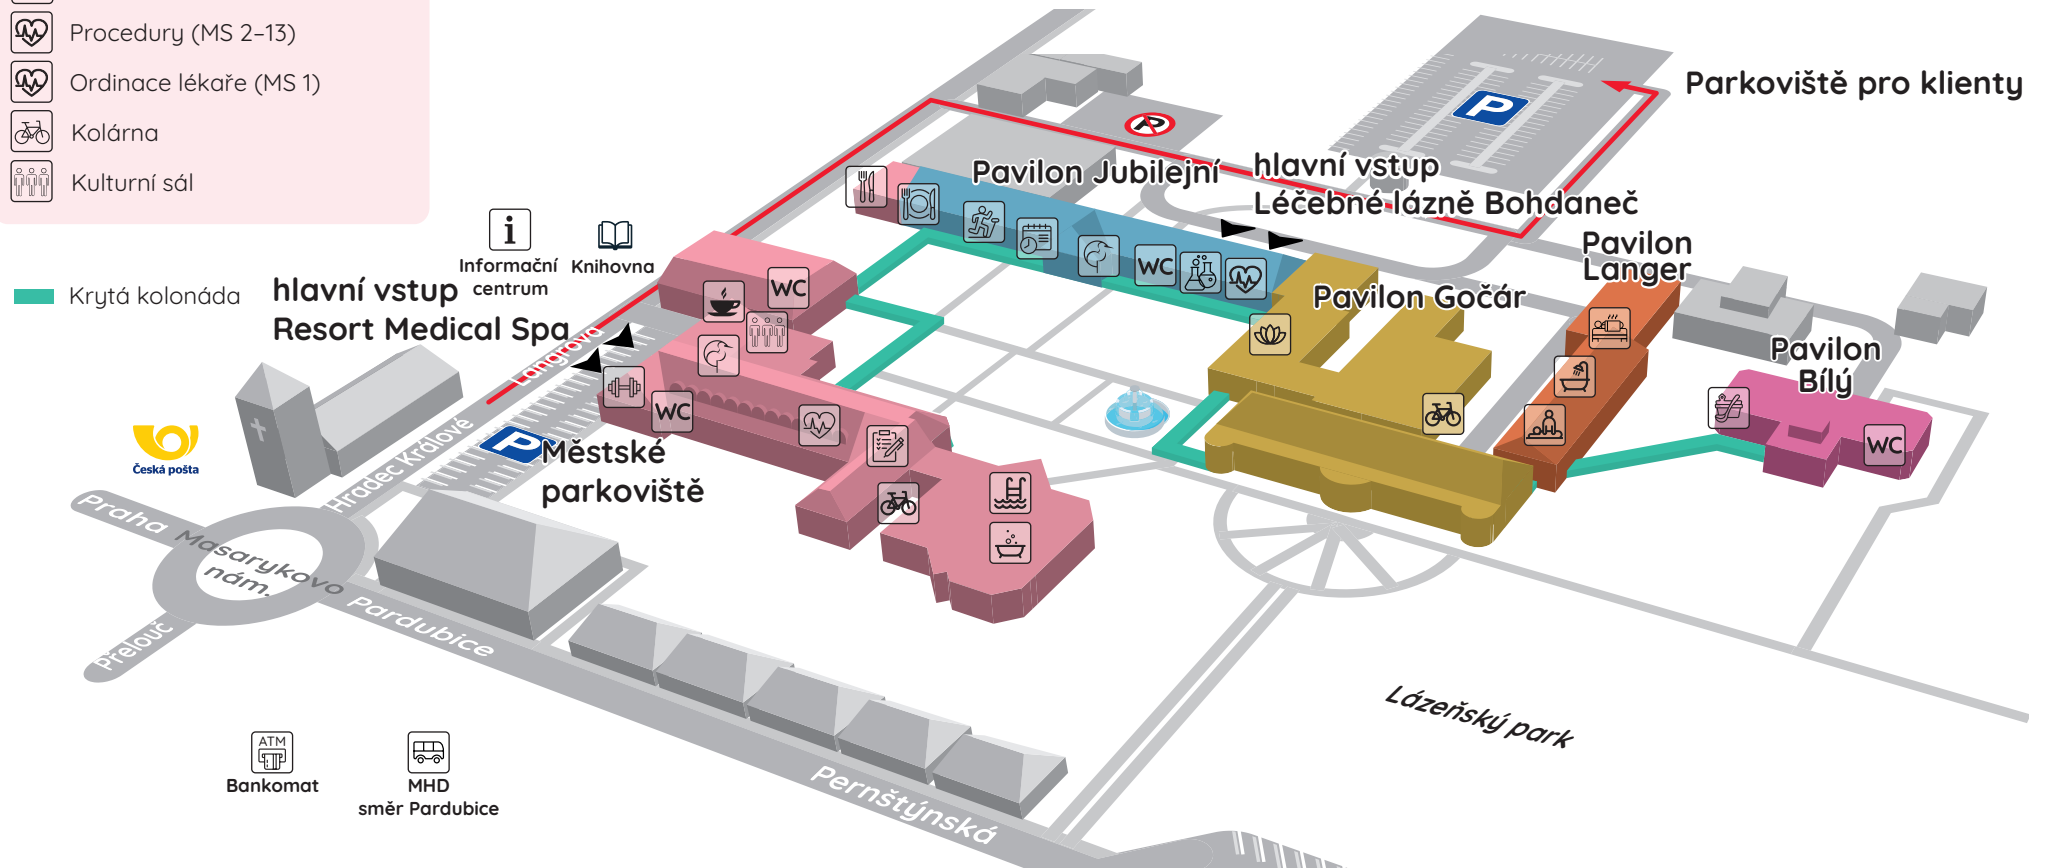 Procedury (MS 2–13)
Ordinace lékaře (MS 1)
Kolárna
Kulturní sál
Krytá kolonáda
Informační
centrum
Knihovna
hlavní vstup
Resort Medical Spa
Langrova
Městské
parkoviště
P
Česká pošta
Praha
Masarykovo
nám.
Hradec Králové
Přelouč
Pardubice
Pernštýnská
ATM
Bankomat
MHD
směr Pardubice
Pavilon Jubilejní
hlavní vstup
Léčebné lázně Bohdaneč
Parkoviště pro klienty
P
P
Pavilon Gočár
Pavilon
Langer
Pavilon
Bílý
WC
WC
WC
WC
Lázeňský park
i